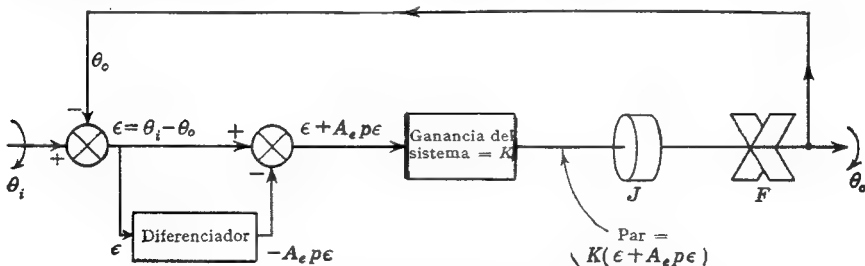 θₒ
−
ϵ = θᵢ − θₒ
+
ϵ + Aₑpϵ
Ganancia del
sistema = K
+
−
θᵢ
J
F
θₒ
ϵ
Diferenciador
−Aₑpϵ
Par =
K(ϵ + Aₑpϵ)